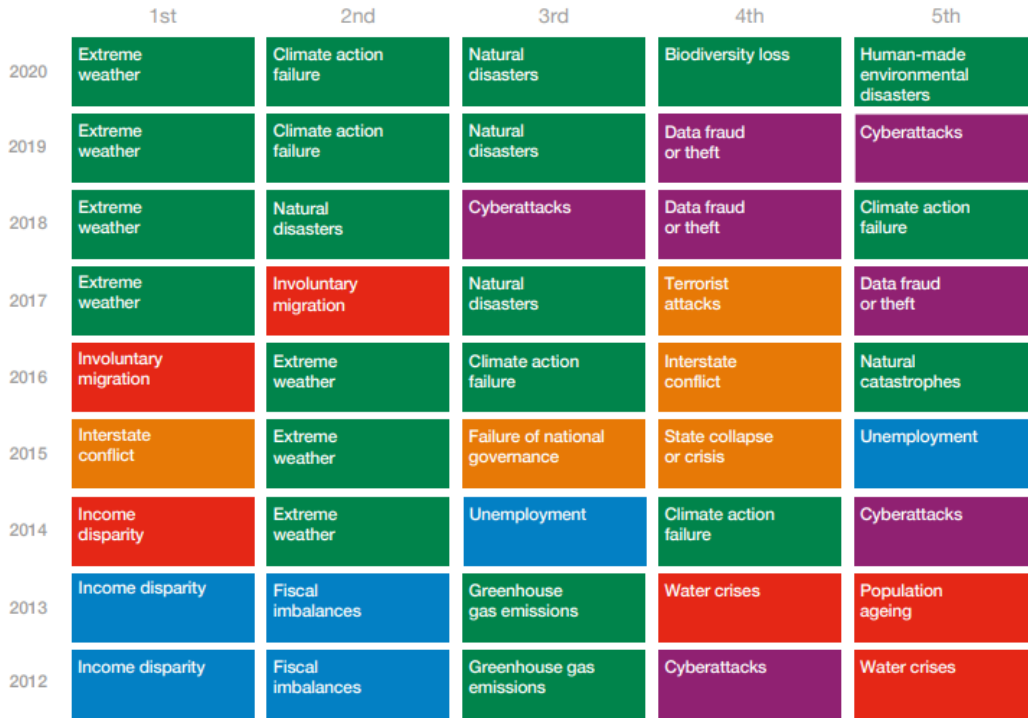 1st 2nd 3rd 4th 5th
2020
Extreme
weather
Climate action
failure
Natural
disasters
Biodiversity loss
Human-made
environmental
disasters
2019
Extreme
weather
Climate action
failure
Natural
disasters
Data fraud
or theft
Cyberattacks
2018
Extreme
weather
Natural
disasters
Cyberattacks
Data fraud
or theft
Climate action
failure
2017
Extreme
weather
Involuntary
migration
Natural
disasters
Terrorist
attacks
Data fraud
or theft
2016
Involuntary
migration
Extreme
weather
Climate action
failure
Interstate
conflict
Natural
catastrophes
2015
Interstate
conflict
Extreme
weather
Failure of national
governance
State collapse
or crisis
Unemployment
2014
Income
disparity
Extreme
weather
Unemployment
Climate action
failure
Cyberattacks
2013
Income disparity
Fiscal
imbalances
Greenhouse
gas emissions
Water crises
Population
ageing
2012
Income disparity
Fiscal
imbalances
Greenhouse gas
emissions
Cyberattacks
Water crises